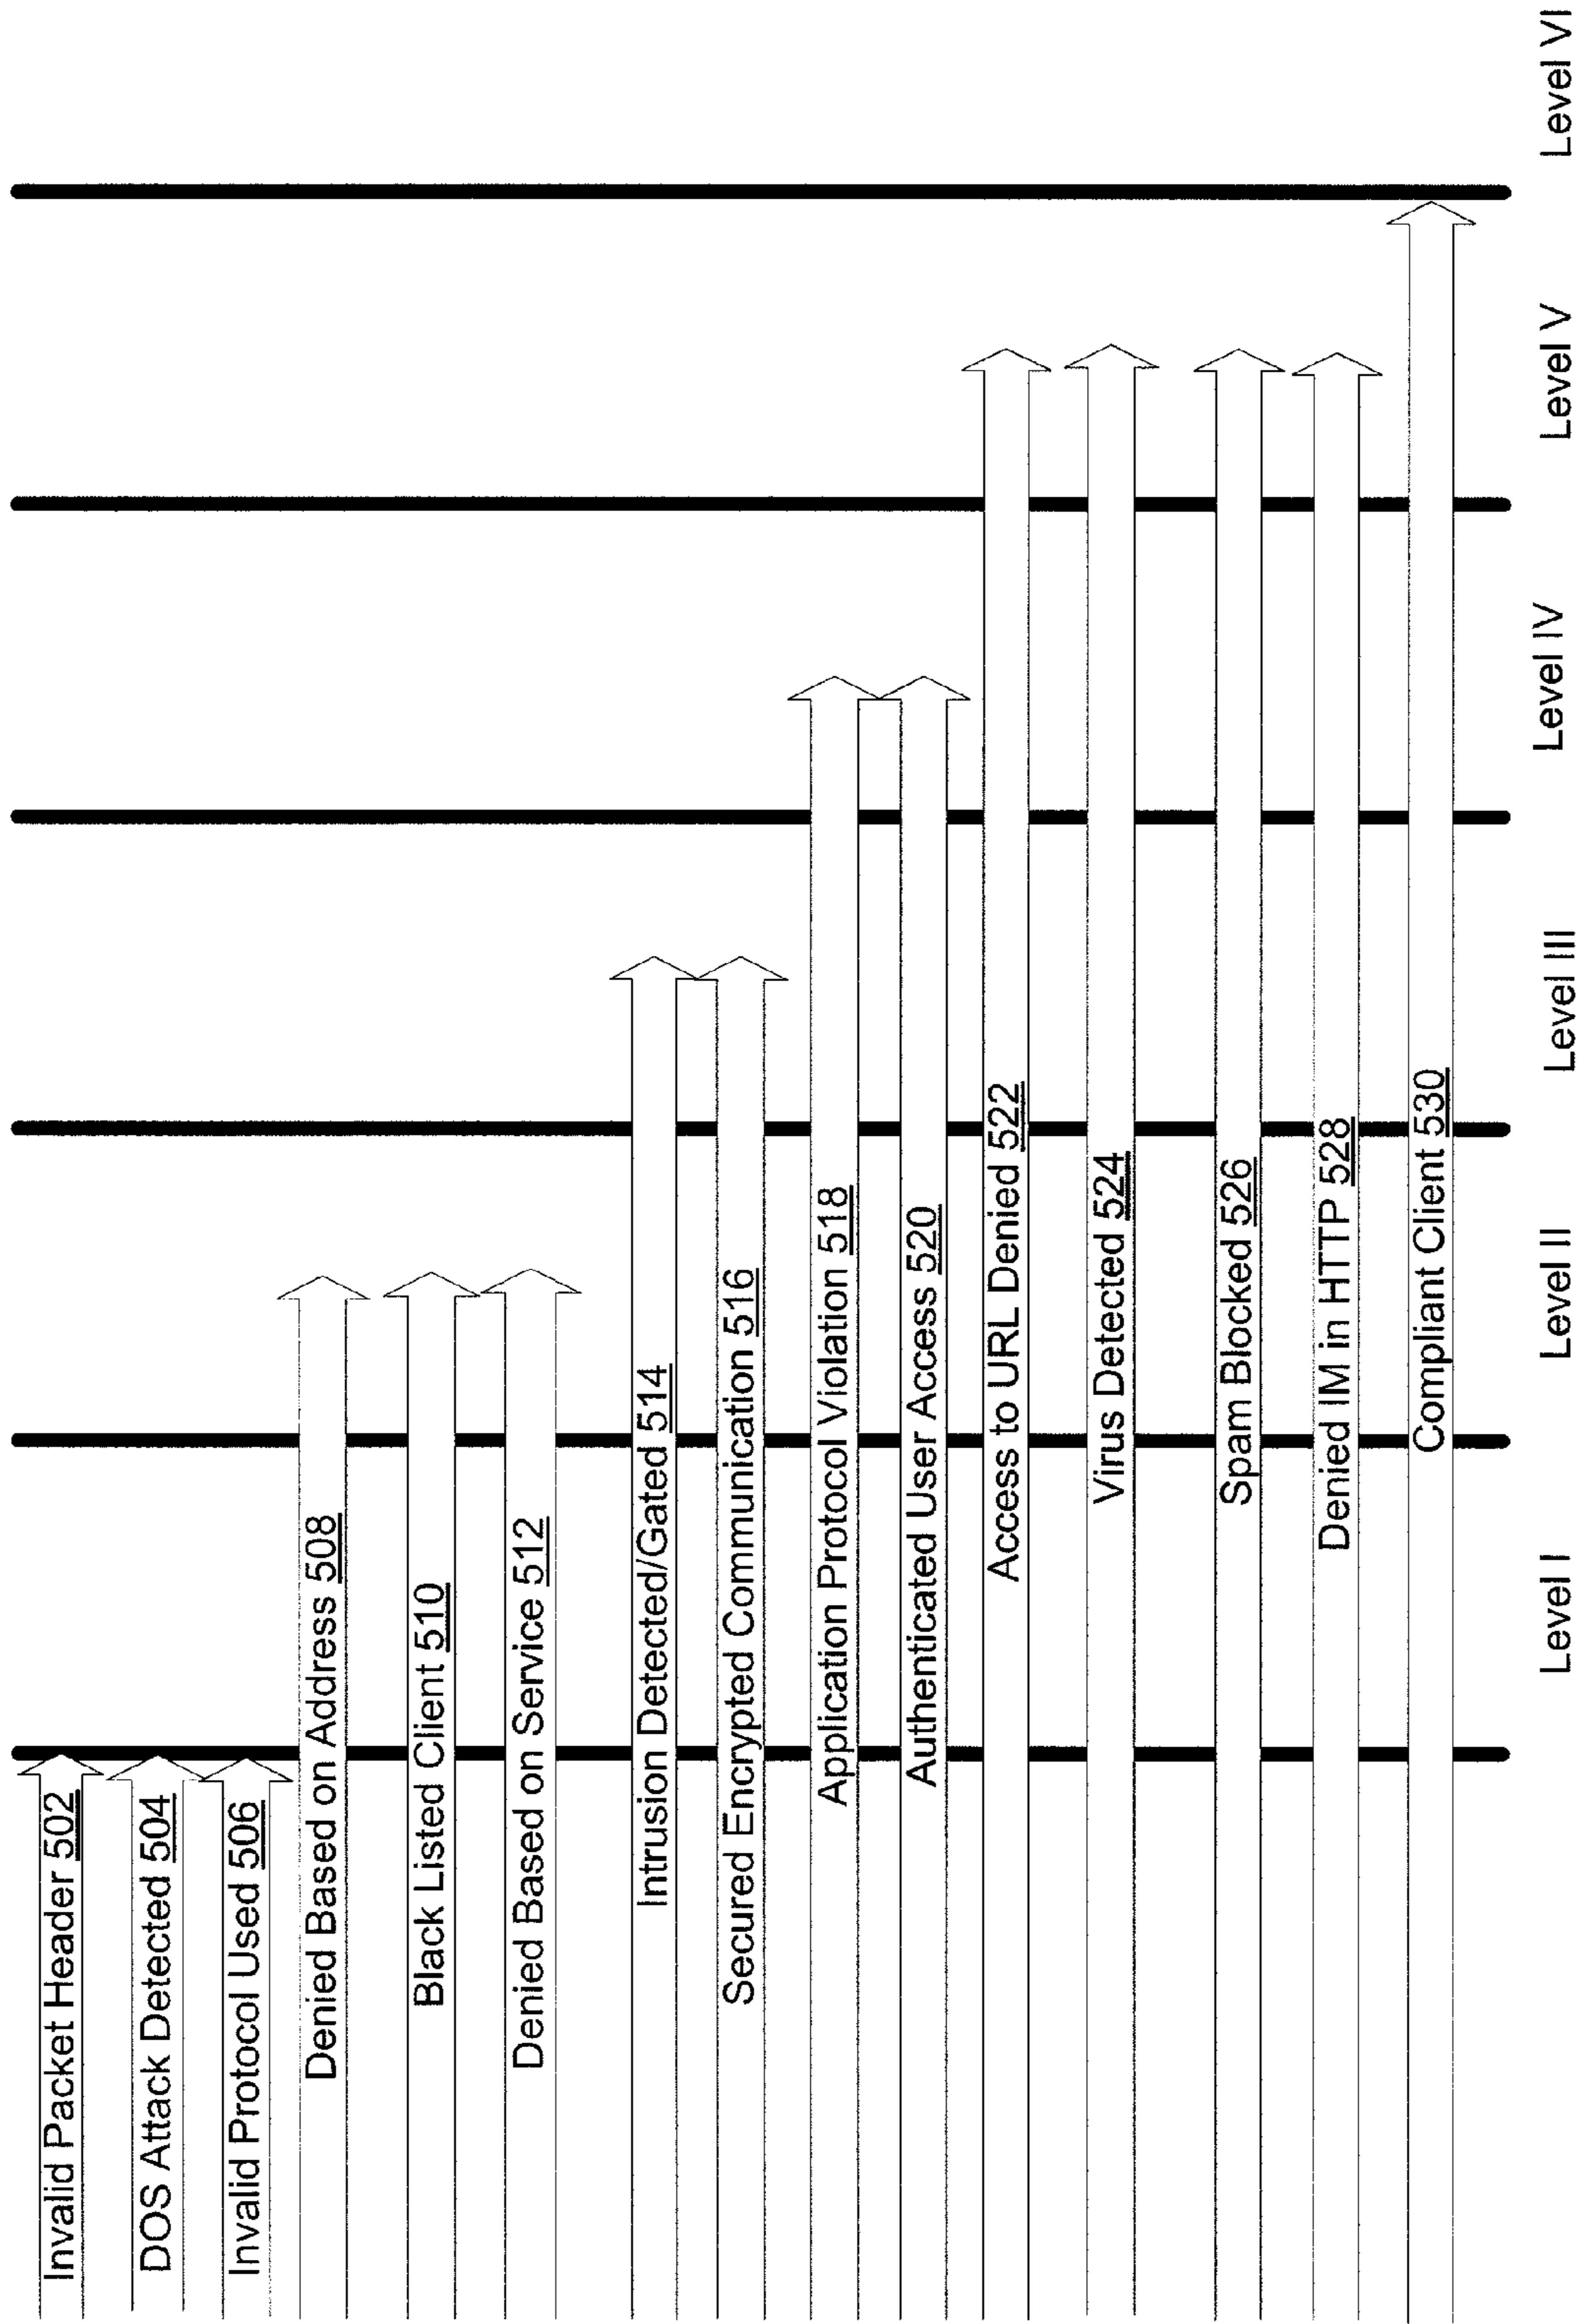 Invalid Packet Header 502
DOS Attack Detected 504
Invalid Protocol Used 506
Denied Based on Address 508
Black Listed Client 510
Denied Based on Service 512
Intrusion Detected/Gated 514
Secured Encrypted Communication 516
Application Protocol Violation 518
Authenticated User Access 520
Access to URL Denied 522
Virus Detected 524
Spam Blocked 526
Denied IM in HTTP 528
Compliant Client 530
Level I
Level II
Level III
Level IV
Level V
Level VI